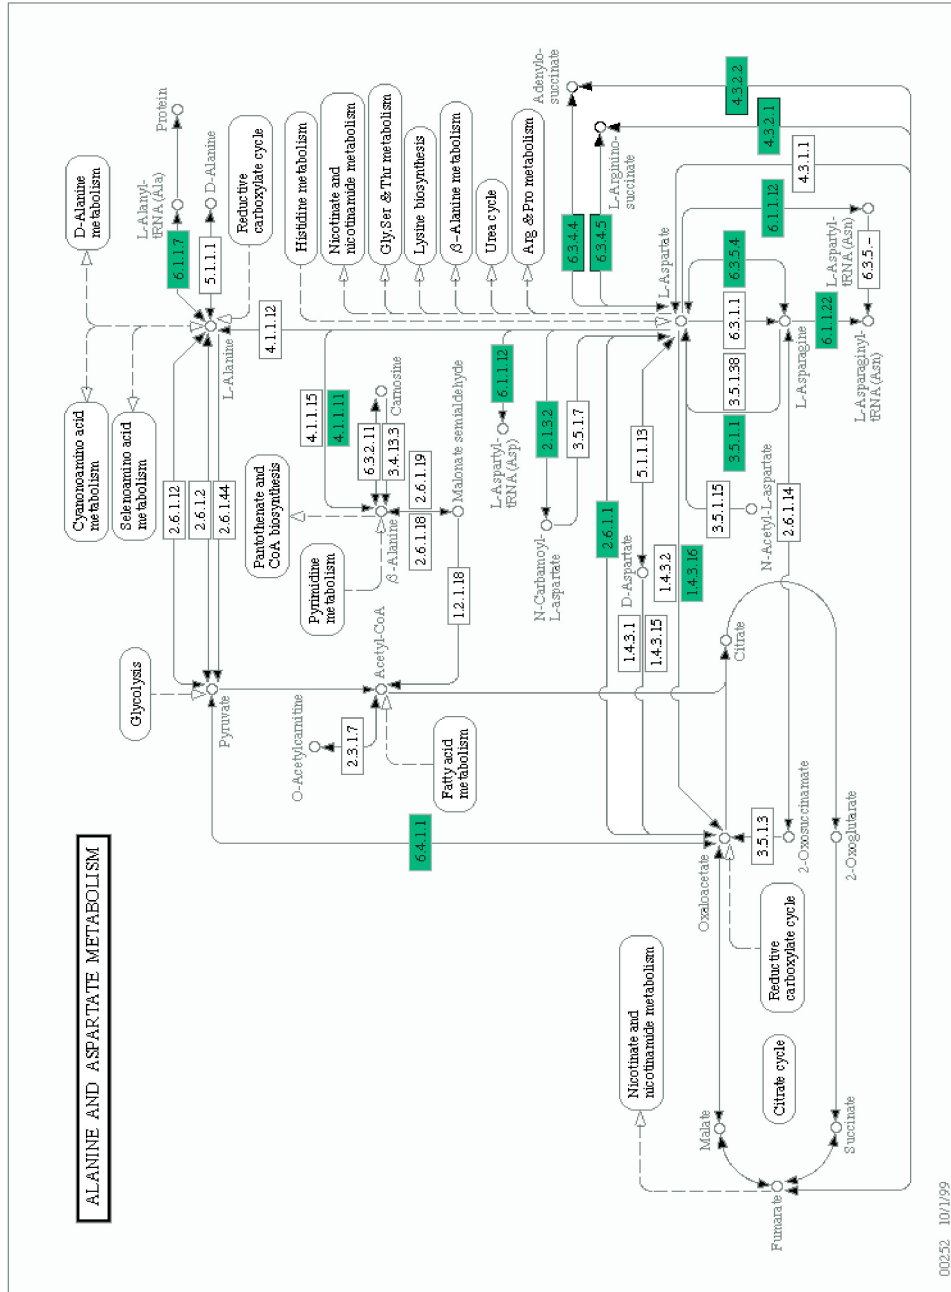 ALANINE AND ASPARTATE METABOLISM
Cyanonoamino acid
metabolism
D-Alanine
metabolism
Selenoamino acid
metabolism
Glycolysis
L-Alanyl-
tRNA (Ala)
Protein
2.6.1.12
2.6.1.2
2.6.1.44
6.1.1.7
5.1.1.1
D-Alanine
Pyruvate
L-Alanine
Reductive
carboxylate cycle
4.1.1.12
Pantothenate and
CoA biosynthesis
Histidine metabolism
O-Acetylcarnitine
Pyrimidine
metabolism
4.1.1.15
4.1.1.11
Nicotinate and
nicotinamide metabolism
2.3.1.7
Acetyl-CoA
β-Alanine
6.3.2.11
3.4.13.3
Carnosine
Gly,Ser & Thr metabolism
2.6.1.18
2.6.1.19
Lysine biosynthesis
6.4.1.1
Fatty acid
metabolism
1.2.1.18
Malonate semialdehyde
β-Alanine metabolism
6.1.1.12
L-Aspartyl-
tRNA (Asp)
Urea cycle
Arg & Pro metabolism
N-Carbamoyl-
L-aspartate
2.1.3.2
3.5.1.7
Adenylo-
succinate
6.3.4.4
6.3.4.5
L-Arginino-
succinate
2.6.1.1
D-Aspartate
5.1.1.13
1.4.3.1
1.4.3.15
1.4.3.2
1.4.3.16
L-Aspartate
Nicotinate and
nicotinamide metabolism
4.3.2.2
4.3.2.1
4.3.1.1
Malate
Oxaloacetate
Citrate
3.5.1.15
N-Acetyl-L-aspartate
3.5.1.1
3.5.1.38
6.3.1.1
6.3.5.4
6.1.1.12
Fumarate
Citrate cycle
Reductive
carboxylate cycle
3.5.1.3
2-Oxosuccinamate
2.6.1.14
L-Asparagine
6.1.1.22
L-Aspartyl-
tRNA (Asn)
6.3.5.-
Succinate
2-Oxoglutarate
L-Asparaginyl-
tRNA (Asn)
00252 10/1/99